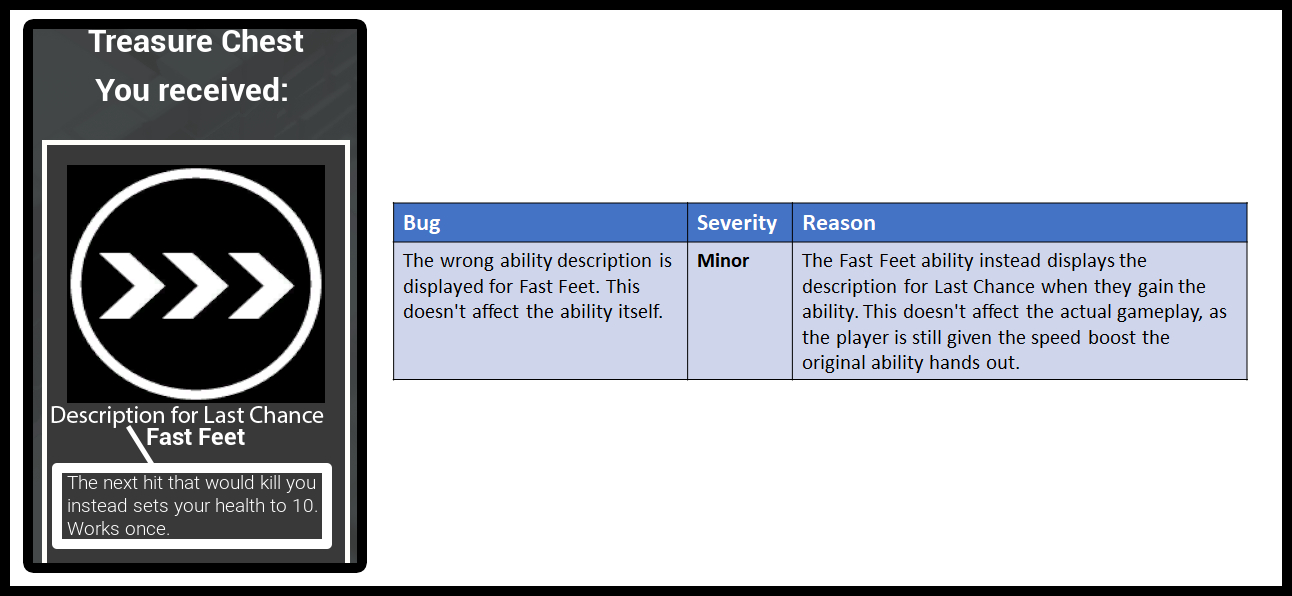 Treasure Chest
You received:
Description for Last Chance
Fast Feet
The next hit that would kill you
instead sets your health to 10.
Works once.
Bug
Severity
Reason
The wrong ability description is
displayed for Fast Feet. This
doesn't affect the ability itself.
Minor
The Fast Feet ability instead displays the
description for Last Chance when they gain the
ability. This doesn't affect the actual gameplay, as
the player is still given the speed boost the
original ability hands out.